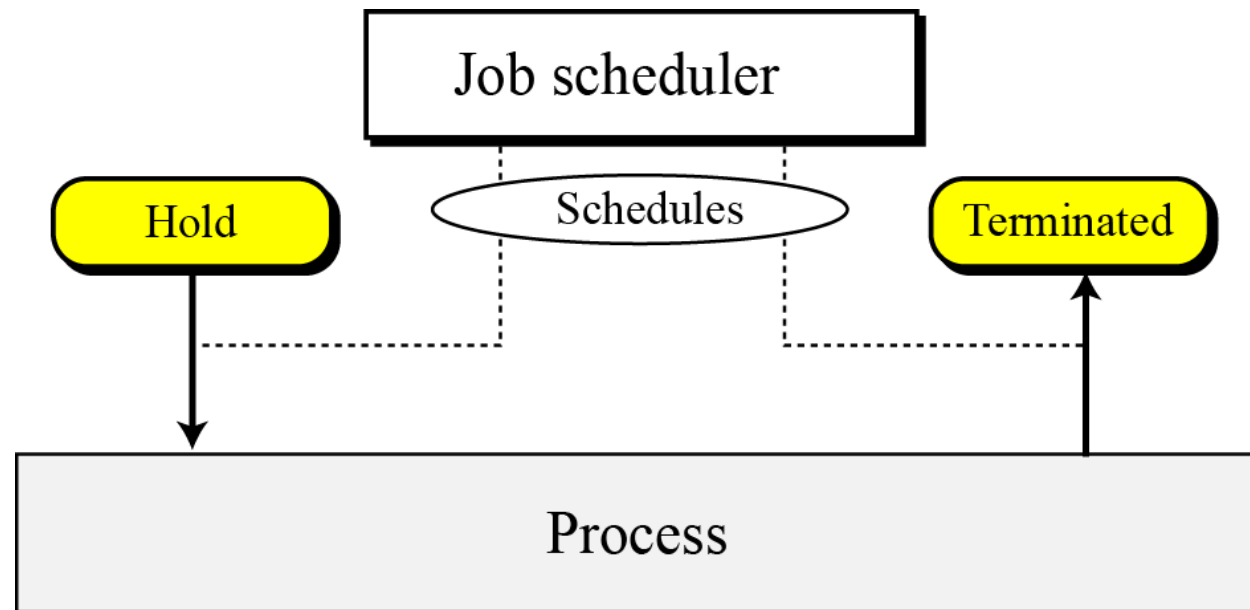 Job scheduler
Schedules
Hold
Terminated
Process